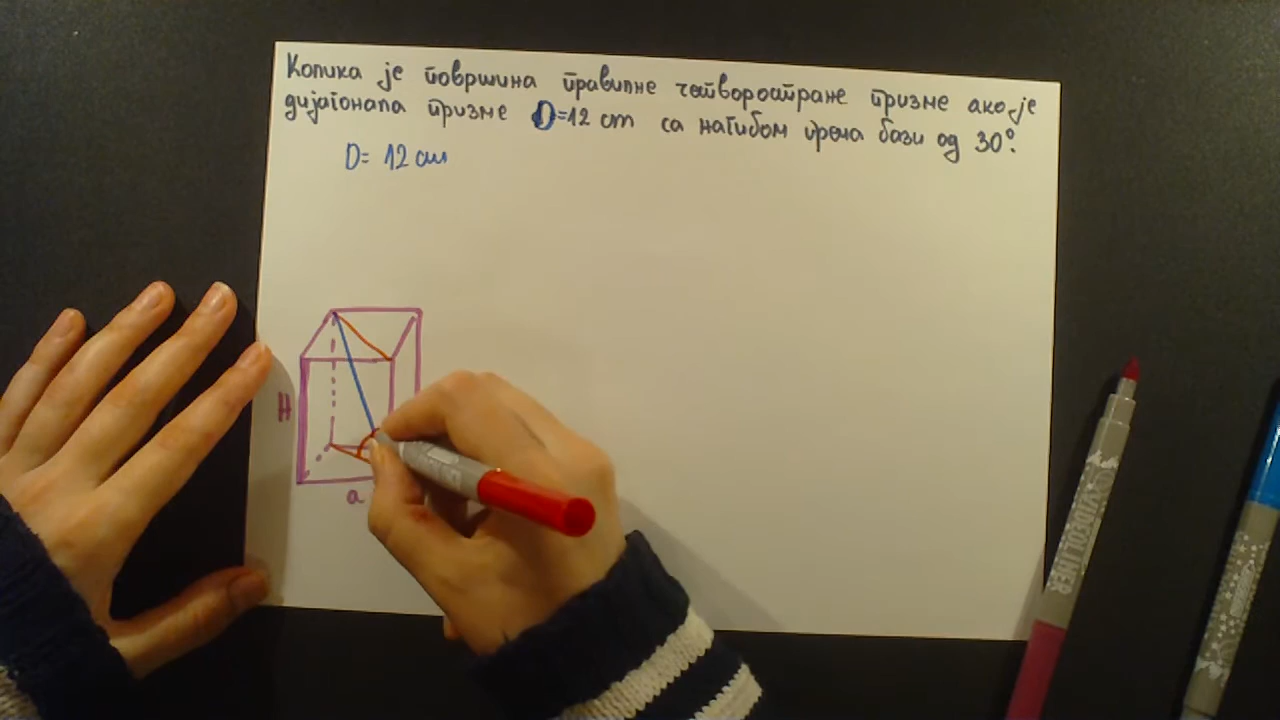 Колика је површина правилне четворостране призме ако је
дијагонала призме D=12 cm са нагибом према бази од 30°.
D= 12 cm
H
a
VIDEOLINER